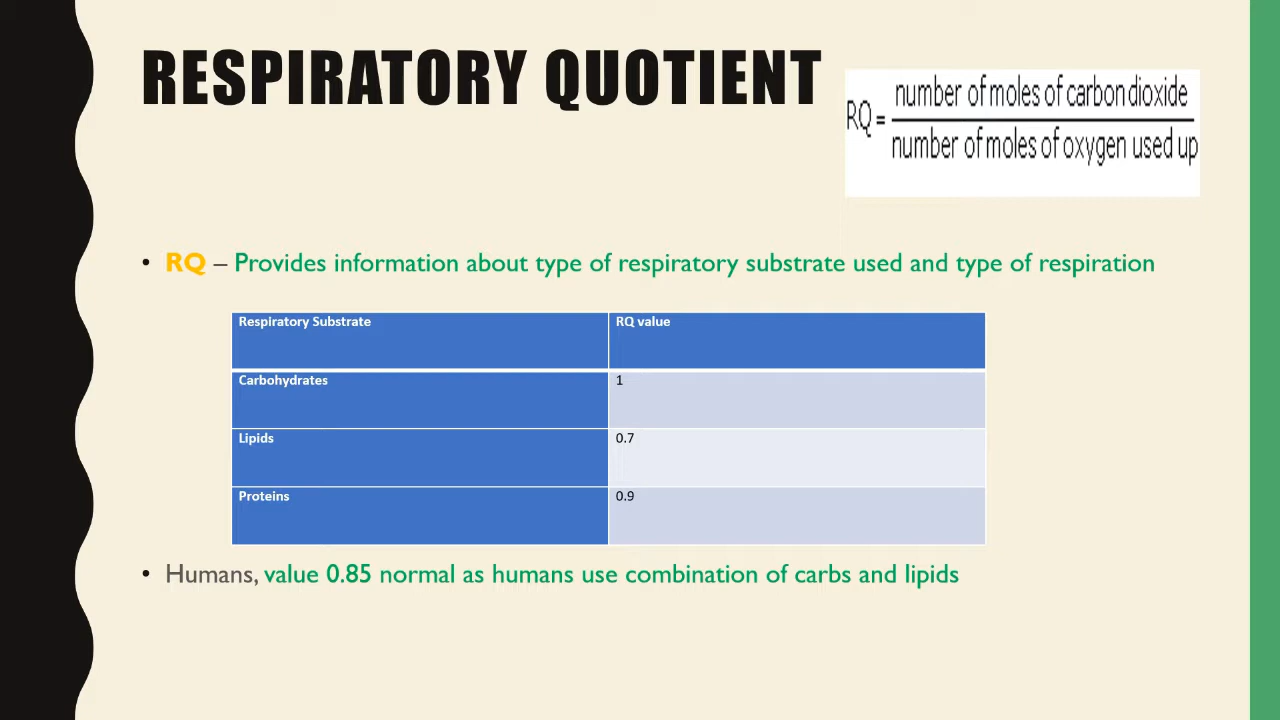 RESPIRATORY QUOTIENT
RQ = number of moles of carbon dioxide
number of moles of oxygen used up
• RQ – Provides information about type of respiratory substrate used and type of respiration
Respiratory Substrate RQ value
Carbohydrates 1
Lipids 0.7
Proteins 0.9
• Humans, value 0.85 normal as humans use combination of carbs and lipids